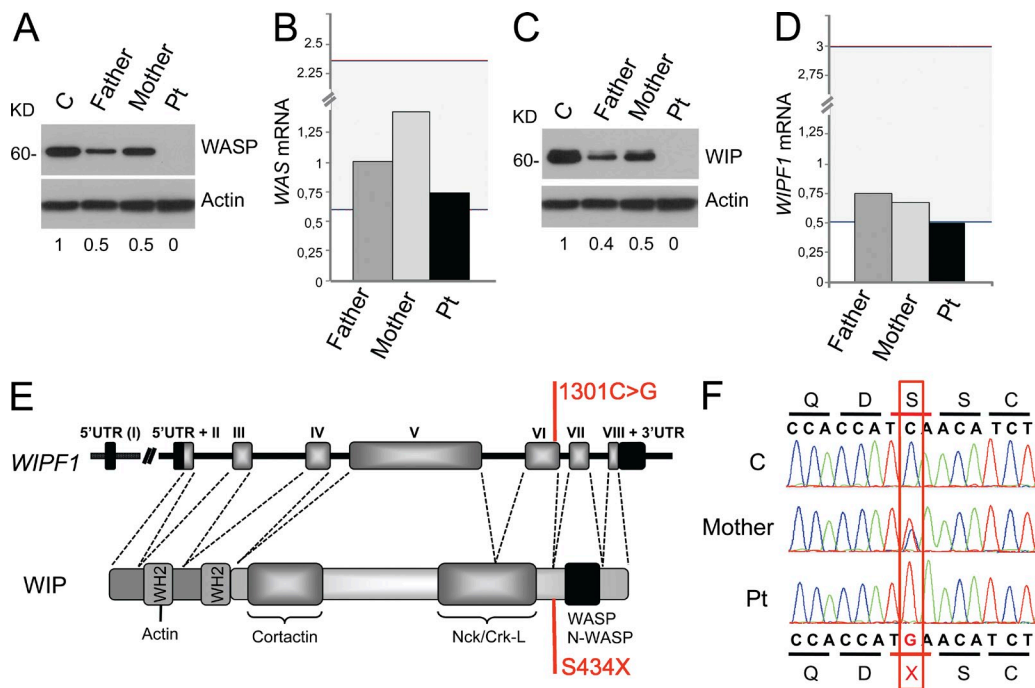 A
C
Father
Mother
Pt
KD
60-
WASP
Actin
1 0.5 0.5 0
B
WAS mRNA
2.5
2.25
1,25
1
0,75
0,5
0,25
0
Father
Mother
Pt
C
C
Father
Mother
Pt
KD
60-
WIP
Actin
1 0.4 0.5 0
D
WIPF1 mRNA
3
2,75
1,25
1
0,75
0,5
0,25
0
Father
Mother
Pt
E
1301C>G
5'UTR (I) 5'UTR + II III IV V VI VII VIII + 3'UTR
WIPF1
WIP
WH2
WH2
Actin
Cortactin
Nck/Crk-L
WASP
N-WASP
S434X
F
Q D S S C
CCACCATCAACATCT
C
Mother
Pt
CCACCATGAACATCT
Q D X S C